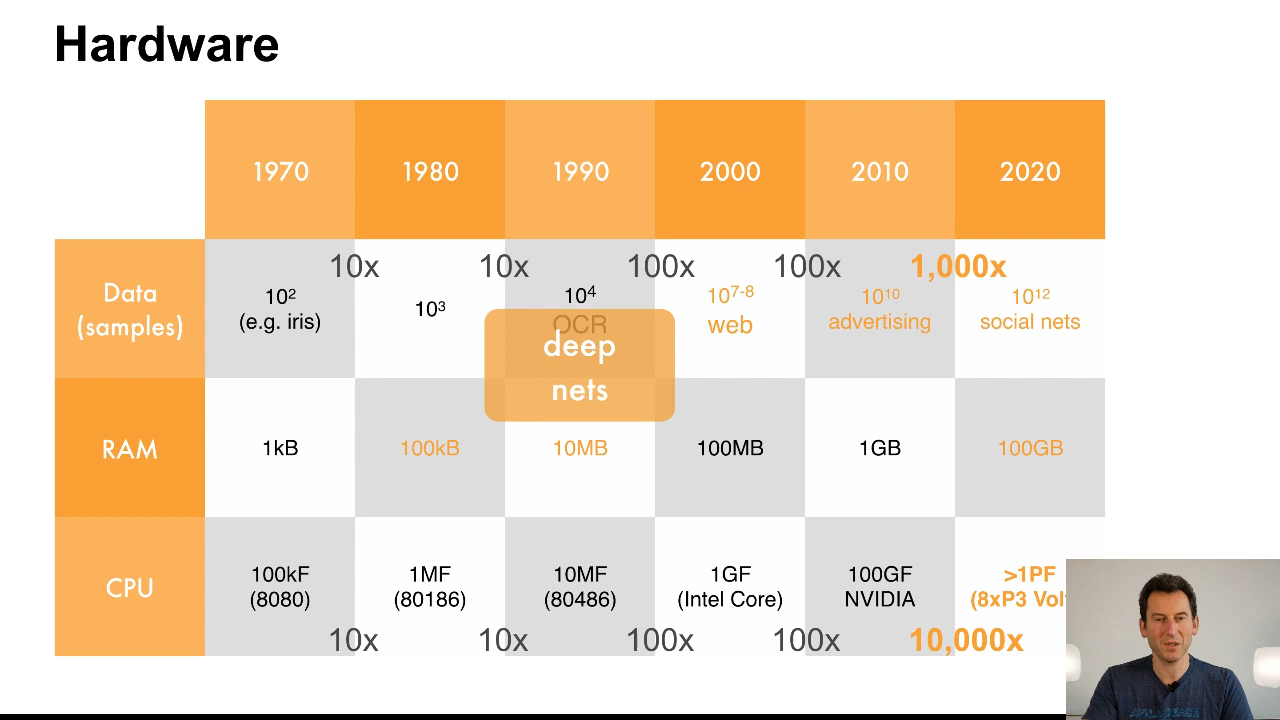 Hardware
1970 1980 1990 2000 2010 2020
10x 10x 100x 100x 1,000x
Data
(samples)
10²
(e.g. iris)
10³
10⁴
OCR
10⁷⁻⁸
web
10¹⁰
advertising
10¹²
social nets
deep
nets
RAM 1kB 100kB 10MB 100MB 1GB 100GB
CPU
100kF
(8080)
1MF
(80186)
10MF
(80486)
1GF
(Intel Core)
100GF
NVIDIA
>1PF
(8xP3
10x 10x 100x 100x 10,000x